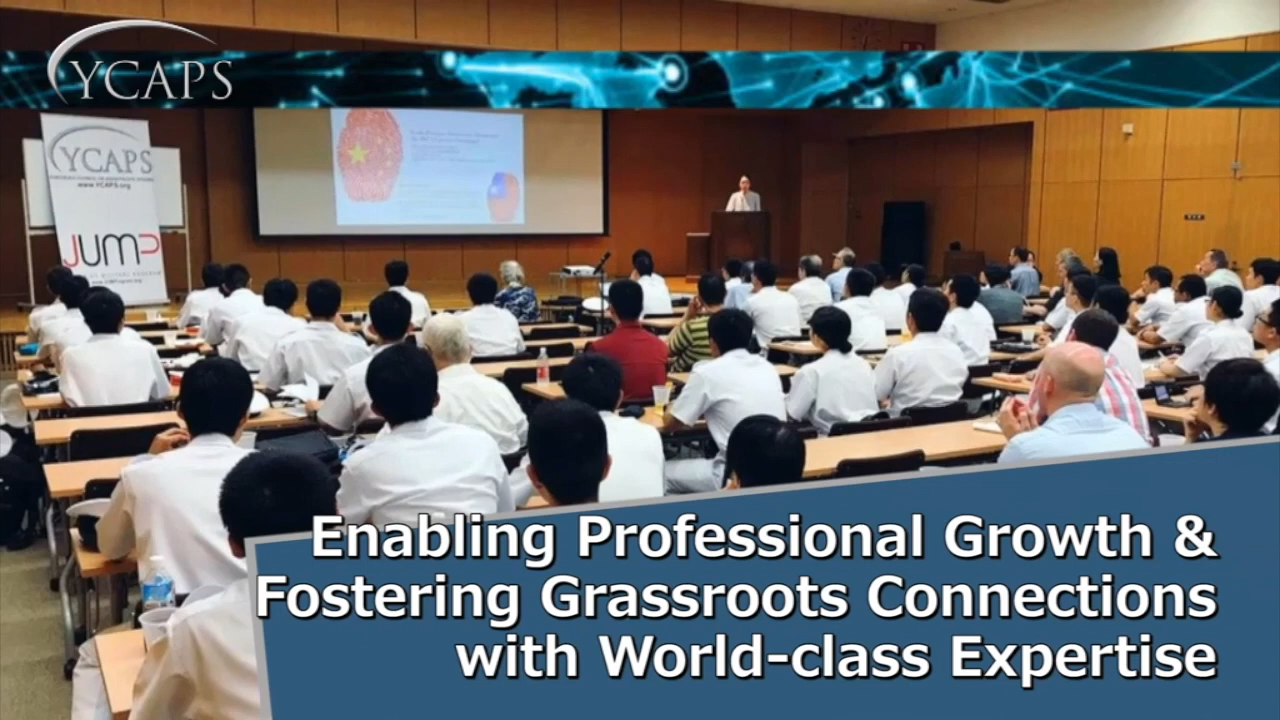 YCAPS
YCAPS
www.YCAPS.org
JUMP
Enabling Professional Growth &
Fostering Grassroots Connections
with World-class Expertise